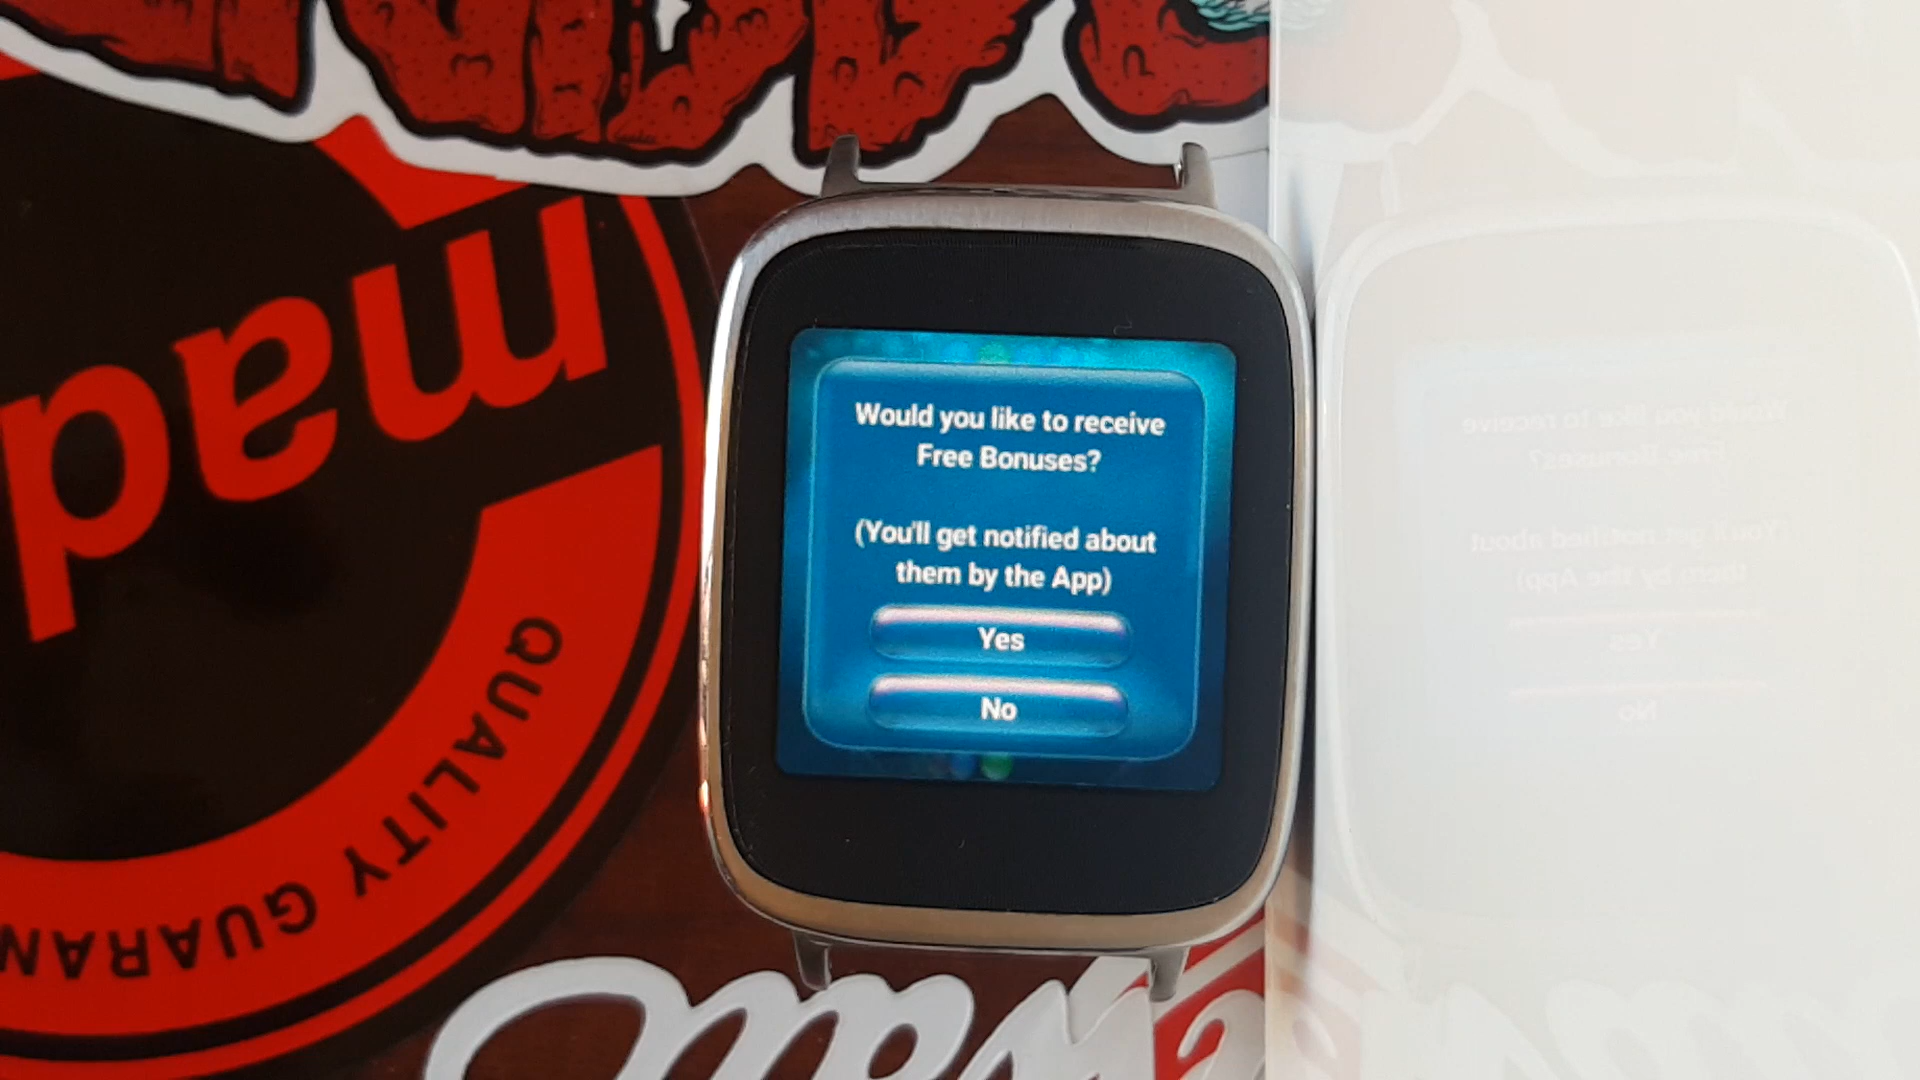 Would you like to receive
Free Bonuses?
(You'll get notified about
them by the App)
Yes
No
mad
QUALITY GUARAN